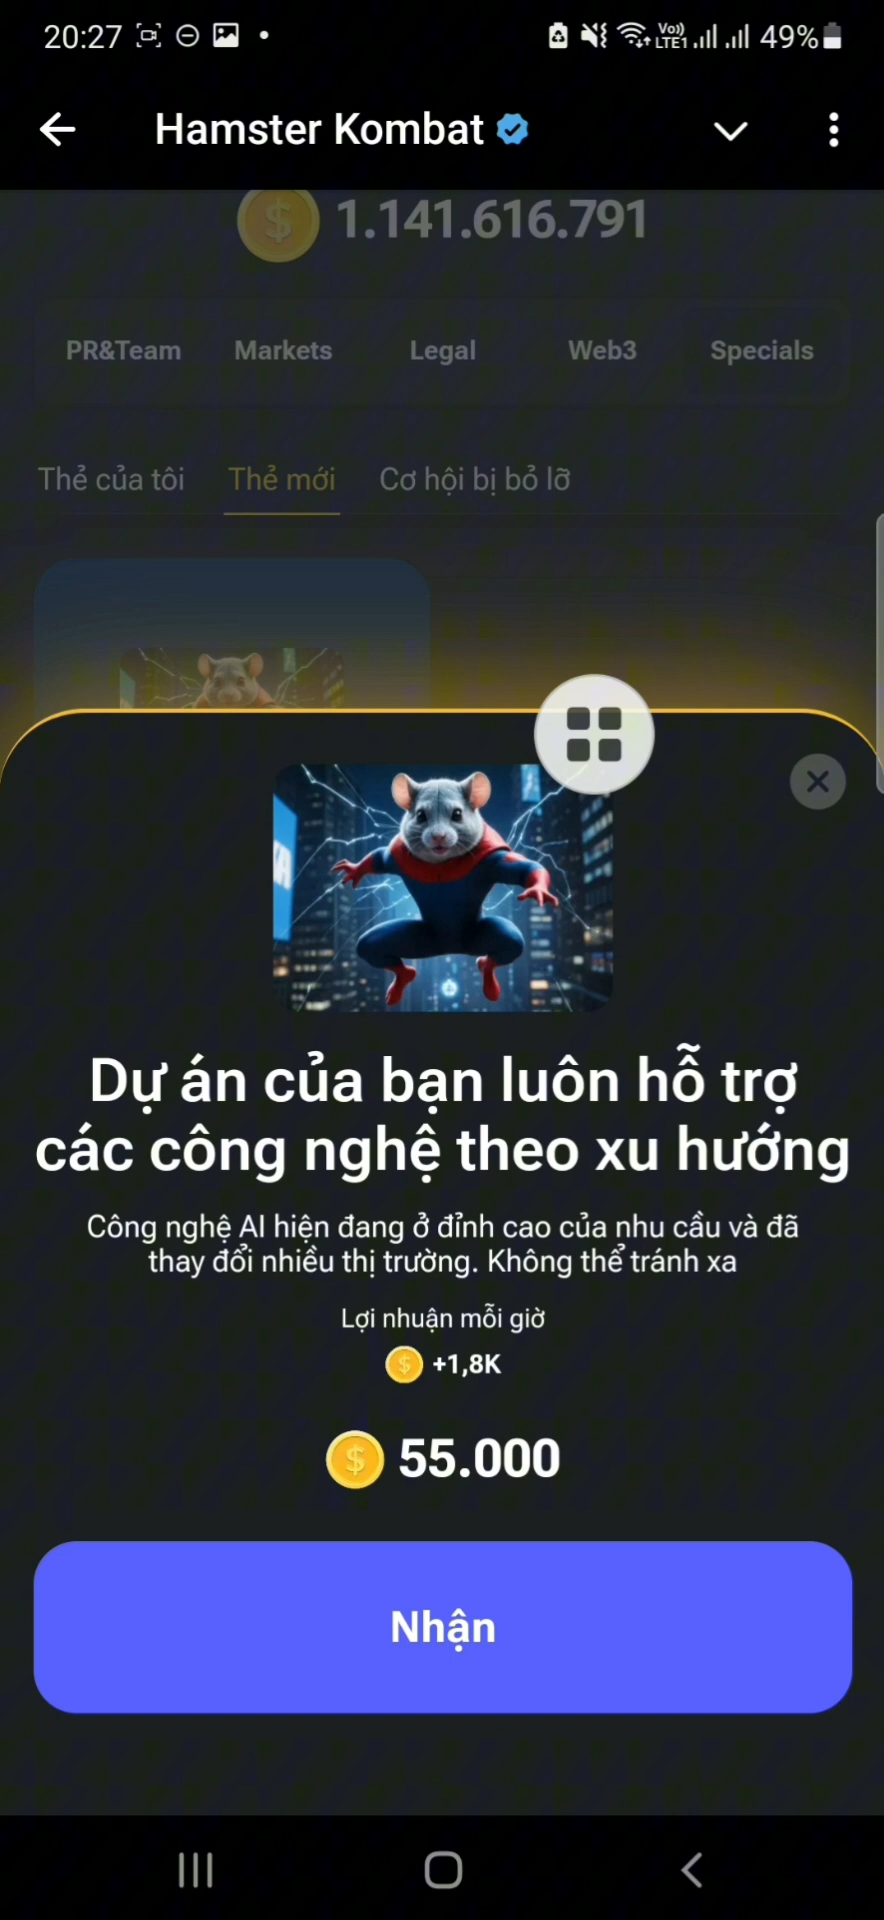 20:27
Vo))
LTE1
49%
Hamster Kombat
1.141.616.791
PR&Team Markets Legal Web3 Specials
Thẻ của tôi Thẻ mới Cơ hội bị bỏ lỡ
Dự án của bạn luôn hỗ trợ
các công nghệ theo xu hướng
Công nghệ AI hiện đang ở đỉnh cao của nhu cầu và đã
thay đổi nhiều thị trường. Không thể tránh xa
Lợi nhuận mỗi giờ
+1,8K
55.000
Nhận